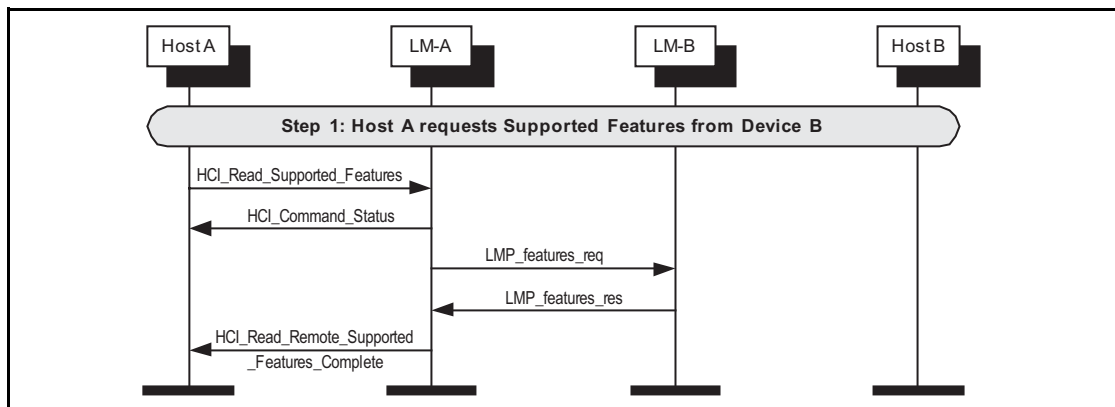 Host A
LM-A
LM-B
Host B
Step 1: Host A requests Supported Features from Device B
HCI_Read_Supported_Features
HCI_Command_Status
LMP_features_req
LMP_features_res
HCI_Read_Remote_Supported
_Features_Complete